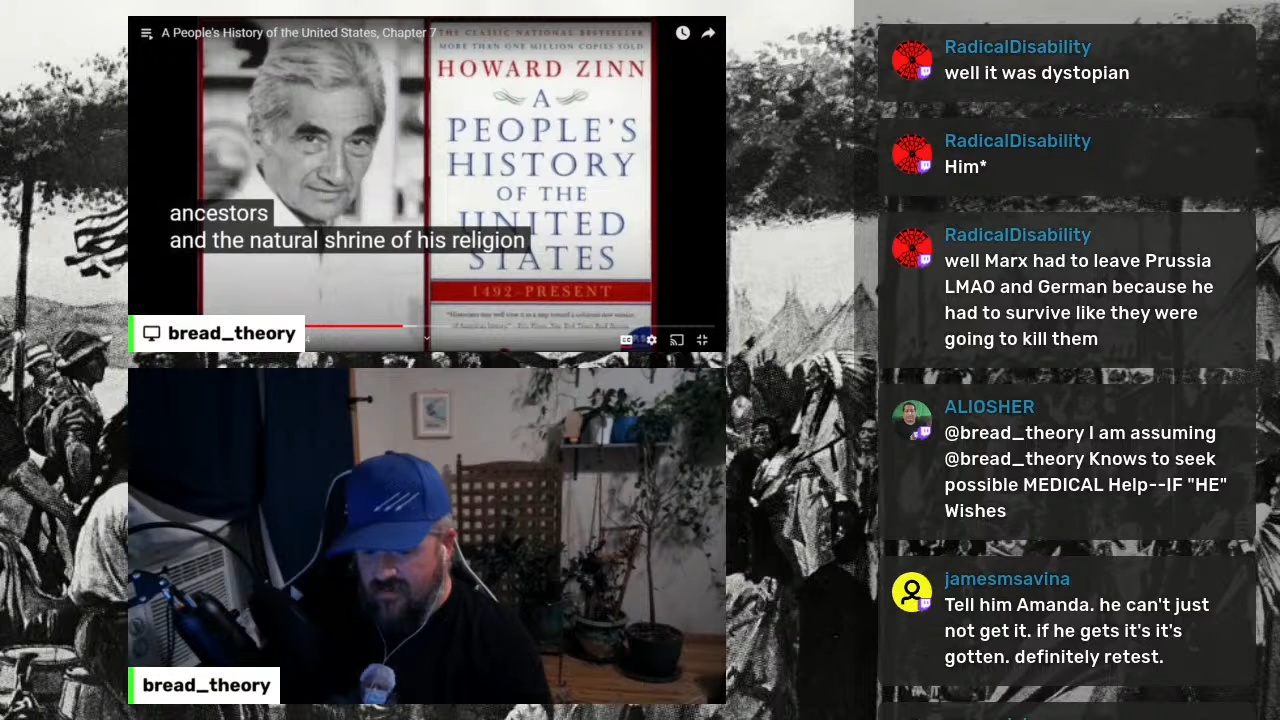 A People's History of the United States, Chapter 7
THE CLASSIC NATIONAL BESTSELLER
MORE THAN ONE MILLION COPIES SOLD
HOWARD ZINN
A
PEOPLE'S
HISTORY
OF THE
UNITED
STATES
1492–PRESENT
ancestors
and the natural shrine of his religion
bread_theory
bread_theory
RadicalDisability
well it was dystopian
RadicalDisability
Him*
RadicalDisability
well Marx had to leave Prussia
LMAO and German because he
had to survive like they were
going to kill them
ALIOSHER
@bread_theory I am assuming
@bread_theory Knows to seek
possible MEDICAL Help--IF "HE"
Wishes
jamesmsavina
Tell him Amanda. he can't just
not get it. if he gets it's it's
gotten. definitely retest.